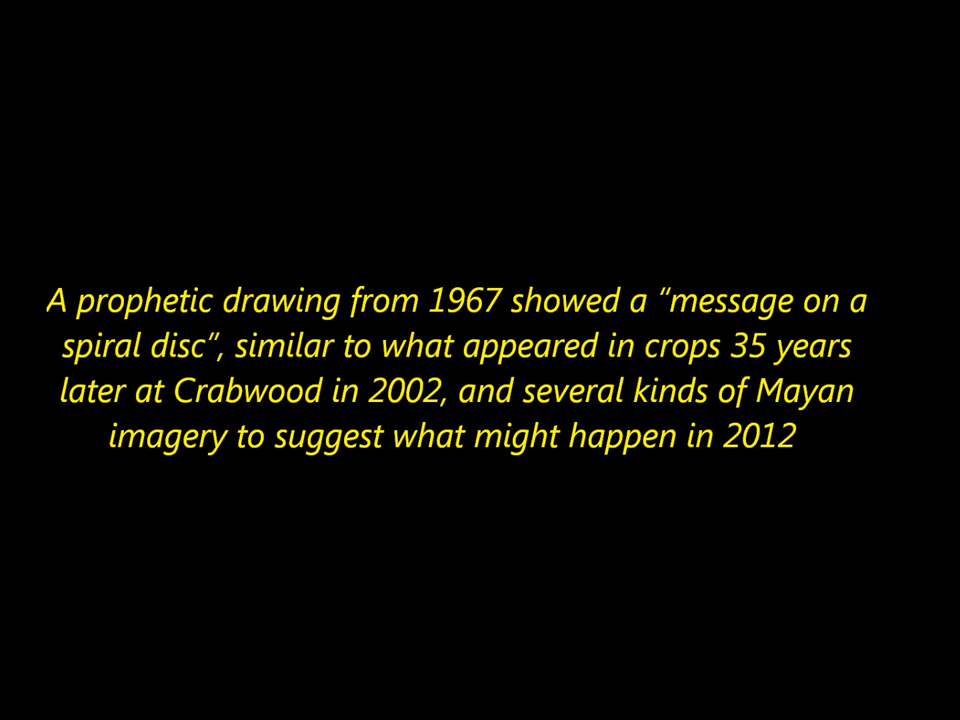 A prophetic drawing from 1967 showed a “message on a
spiral disc”, similar to what appeared in crops 35 years
later at Crabwood in 2002, and several kinds of Mayan
imagery to suggest what might happen in 2012